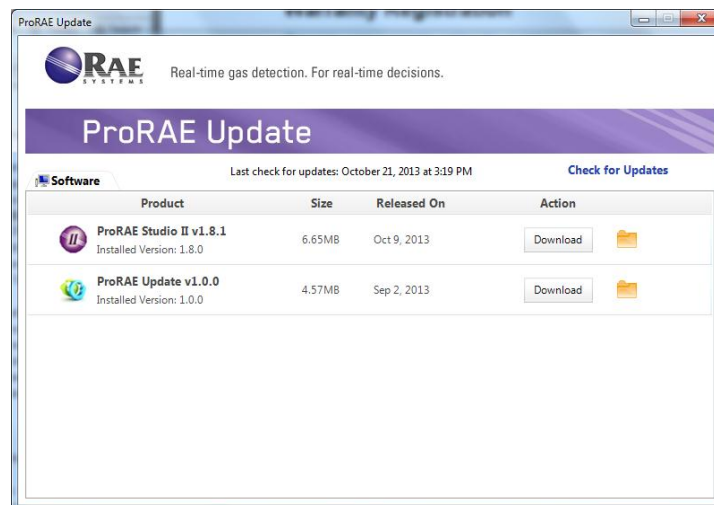 Warranty Registration
ProRAE Update
RAE
SYSTEMS
Real-time gas detection. For real-time decisions.
ProRAE Update
Software
Last check for updates: October 21, 2013 at 3:19 PM
Check for Updates
Product Size Released On Action
ProRAE Studio II v1.8.1
Installed Version: 1.8.0
6.65MB Oct 9, 2013 Download
ProRAE Update v1.0.0
Installed Version: 1.0.0
4.57MB Sep 2, 2013 Download